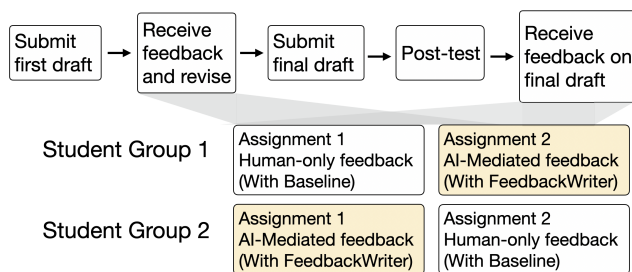 Submit
first draft
Receive
feedback
and revise
Submit
final draft
Post-test
Receive
feedback on
final draft
Student Group 1
Assignment 1
Human-only feedback
(With Baseline)
Assignment 2
AI-Mediated feedback
(With FeedbackWriter)
Student Group 2
Assignment 1
AI-Mediated feedback
(With FeedbackWriter)
Assignment 2
Human-only feedback
(With Baseline)